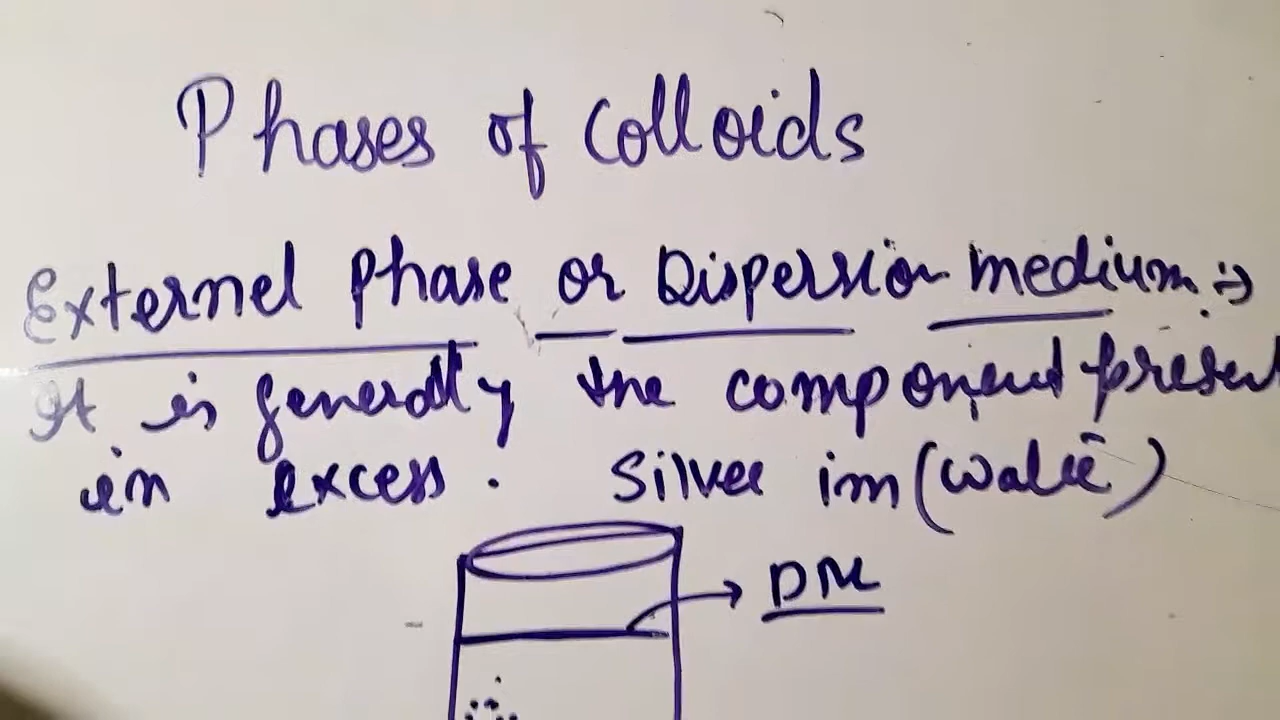 Phases of Colloids
External phase or Dispersion medium :->
It is generally the component present
in excess. Silver in (Water)
DM